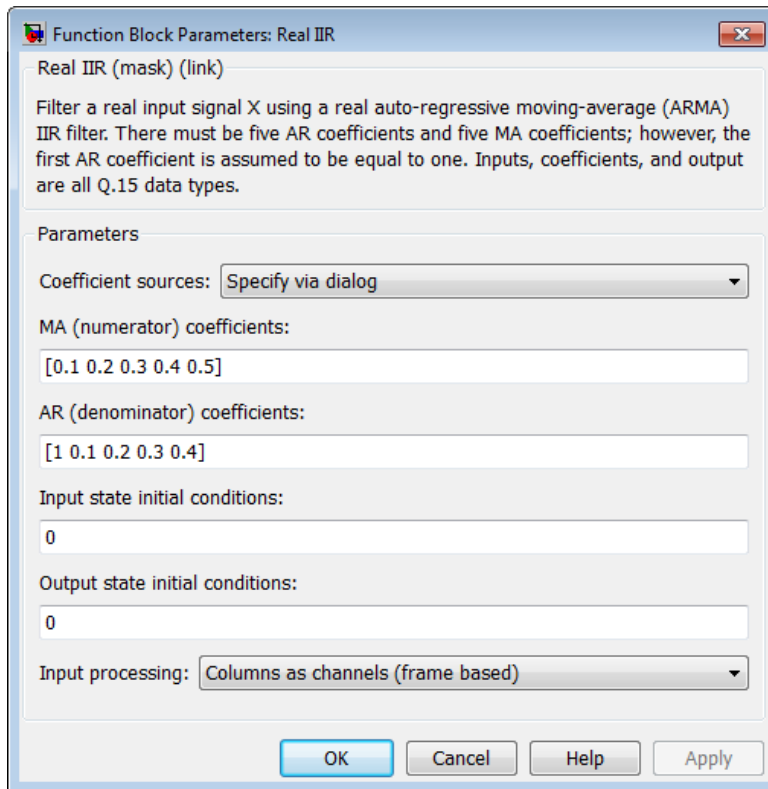 Function Block Parameters: Real IIR
Real IIR (mask) (link)
Filter a real input signal X using a real auto-regressive moving-average (ARMA)
IIR filter. There must be five AR coefficients and five MA coefficients; however, the
first AR coefficient is assumed to be equal to one. Inputs, coefficients, and output
are all Q.15 data types.
Parameters
Coefficient sources: Specify via dialog
MA (numerator) coefficients:
[0.1 0.2 0.3 0.4 0.5]
AR (denominator) coefficients:
[1 0.1 0.2 0.3 0.4]
Input state initial conditions:
0
Output state initial conditions:
0
Input processing: Columns as channels (frame based)
OK Cancel Help Apply